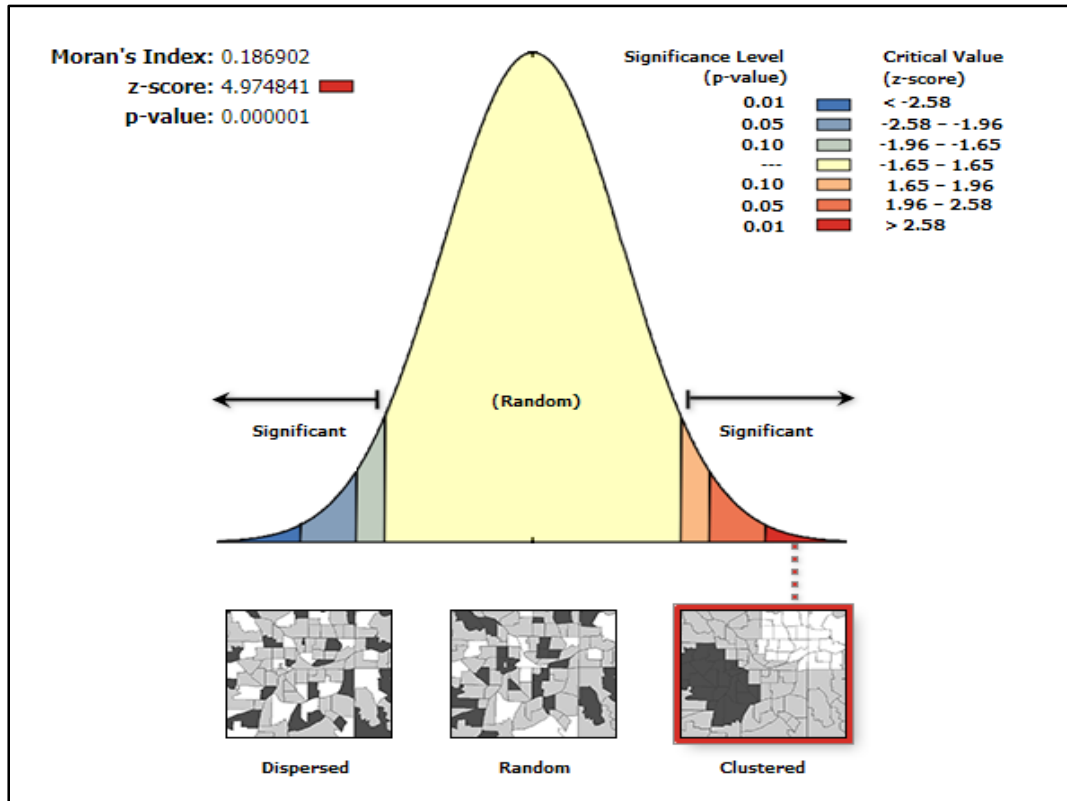 Moran's Index: 0.186902
z-score: 4.974841
p-value: 0.000001
Significance Level
(p-value)
Critical Value
(z-score)
0.01 < -2.58
0.05 -2.58 – -1.96
0.10 -1.96 – -1.65
--- -1.65 – 1.65
0.10 1.65 – 1.96
0.05 1.96 – 2.58
0.01 > 2.58
(Random)
Significant
Significant
Dispersed
Random
Clustered